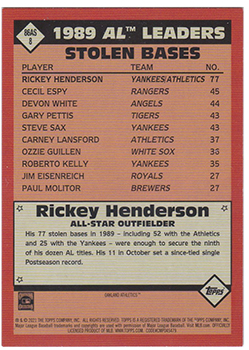 86AS
8
1989 AL™ LEADERS
STOLEN BASES
PLAYER TEAM NO.
RICKEY HENDERSON YANKEES/ATHLETICS 77
CECIL ESPY RANGERS 45
DEVON WHITE ANGELS 44
GARY PETTIS TIGERS 43
STEVE SAX YANKEES 43
CARNEY LANSFORD ATHLETICS 37
OZZIE GUILLEN WHITE SOX 36
ROBERTO KELLY YANKEES 35
JIM EISENREICH ROYALS 27
PAUL MOLITOR BREWERS 27
Rickey Henderson
ALL-STAR OUTFIELDER
His 77 stolen bases in 1989 – including 52 with the Athletics
and 25 with the Yankees – were enough to secure the ninth
of his dozen AL titles. His 11 in October set a since-tied single
Postseason record.
Topps
OAKLAND ATHLETICS™